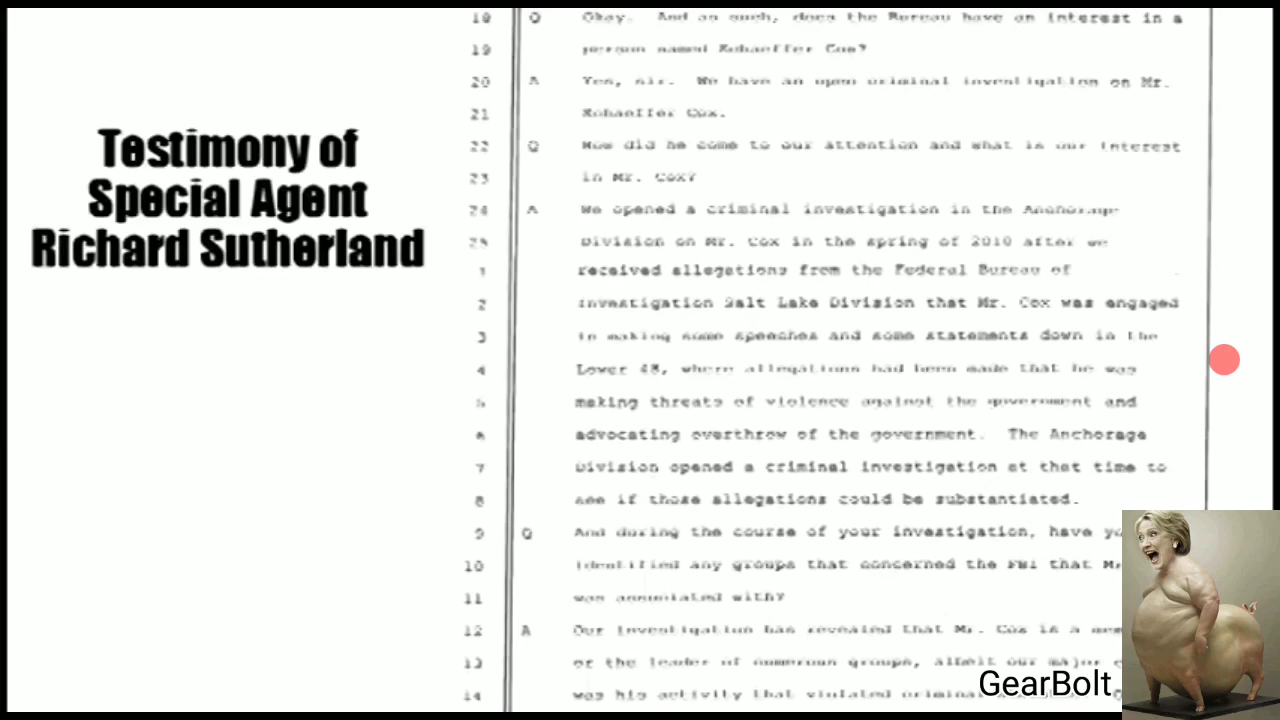 Testimony of
Special Agent
Richard Sutherland
18 Q Okay. And as such, does the Bureau have an interest in a
19 person named Schaeffer Cox?
20 A Yes, sir. We have an open criminal investigation on Mr.
21 Schaeffer Cox.
22 Q How did he come to our attention and what is our interest
23 in Mr. Cox?
24 A We opened a criminal investigation in the Anchorage
25 Division on Mr. Cox in the spring of 2010 after we
1 received allegations from the Federal Bureau of
2 Investigation Salt Lake Division that Mr. Cox was engaged
3 in making some speeches and some statements down in the
4 Lower 48, where allegations had been made that he was
5 making threats of violence against the government and
6 advocating overthrow of the government. The Anchorage
7 Division opened a criminal investigation at that time to
8 see if those allegations could be substantiated.
9 Q And during the course of your investigation, have
10 identified any groups that concerned the FBI that
11 was associated with?
12 A Our investigation has revealed that Mr. Cox is a
13 or the leader of numerous groups, albeit our major
14 was his activity that violated criminal
GearBolt